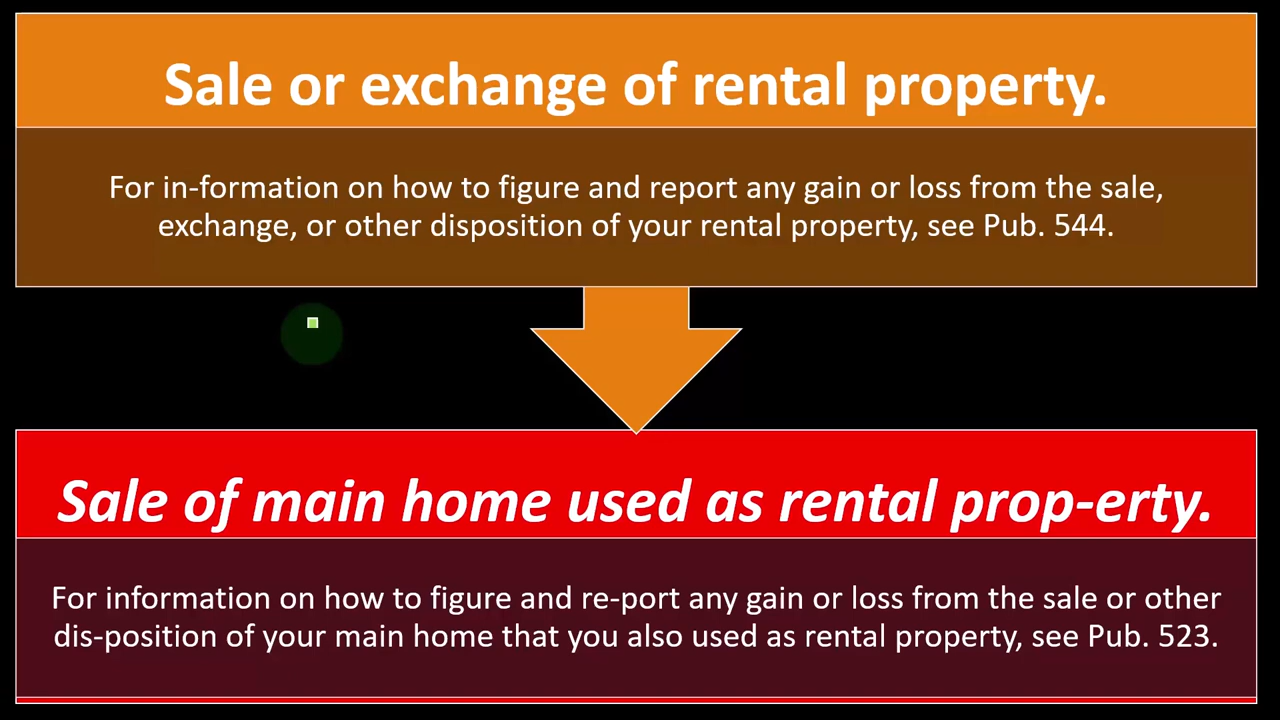 Sale or exchange of rental property.
For in-formation on how to figure and report any gain or loss from the sale,
exchange, or other disposition of your rental property, see Pub. 544.
Sale of main home used as rental prop-erty.
For information on how to figure and re-port any gain or loss from the sale or other
dis-position of your main home that you also used as rental property, see Pub. 523.